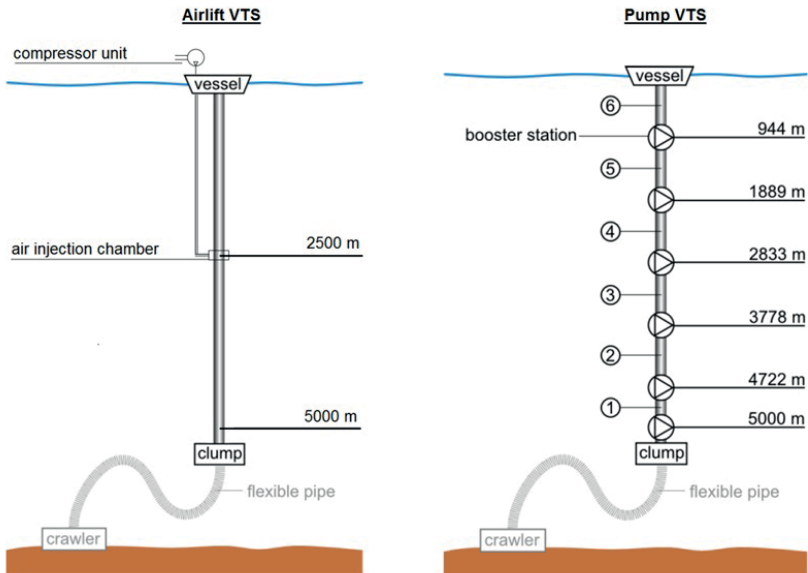 Airlift VTS
compressor unit
vessel
air injection chamber
2500 m
5000 m
clump
flexible pipe
crawler
Pump VTS
vessel
6
booster station
944 m
5
1889 m
4
2833 m
3
3778 m
2
4722 m
1
5000 m
clump
flexible pipe
crawler